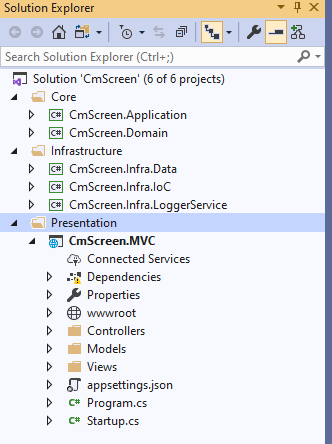 Solution Explorer
Search Solution Explorer (Ctrl+;)
Solution 'CmScreen' (6 of 6 projects)
Core
C# CmScreen.Application
C# CmScreen.Domain
Infrastructure
C# CmScreen.Infra.Data
C# CmScreen.Infra.IoC
C# CmScreen.Infra.LoggerService
Presentation
CmScreen.MVC
Connected Services
Dependencies
Properties
wwwroot
Controllers
Models
Views
appsettings.json
C# Program.cs
C# Startup.cs